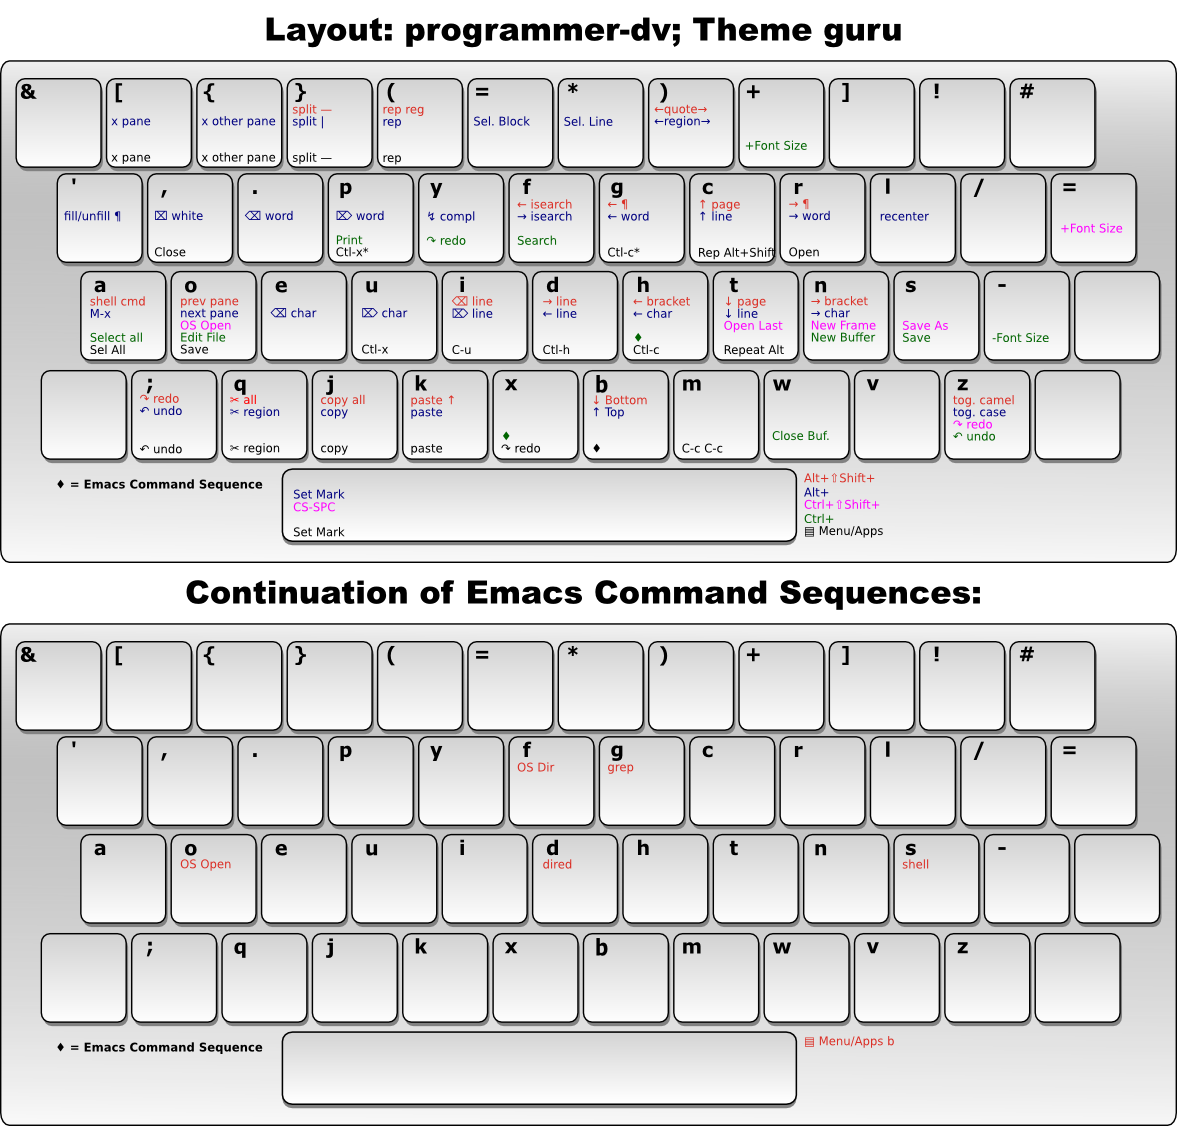 Layout: programmer-dv; Theme guru
&
[
x pane
x pane
{
x other pane
x other pane
}
split —
split |
split —
(
rep reg
rep
rep
=
Sel. Block
*
Sel. Line
)
←quote→
←region→
+
+Font Size
]
!
#
'
fill/unfill ¶
,
⌧ white
Close
.
⌫ word
p
⌦ word
Print
Ctl-x*
y
↯ compl
↷ redo
f
← isearch
→ isearch
Search
g
← ¶
← word
Ctl-c*
c
↑ page
↑ line
Rep Alt+Shift
r
→ ¶
→ word
Open
l
recenter
/
=
+Font Size
a
shell cmd
M-x
Select all
Sel All
o
prev pane
next pane
OS Open
Edit File
Save
e
⌫ char
u
⌦ char
Ctl-x
i
⌫ line
⌦ line
C-u
d
→ line
← line
Ctl-h
h
← bracket
← char
♦
Ctl-c
t
↓ page
↓ line
Open Last
Repeat Alt
n
→ bracket
→ char
New Frame
New Buffer
s
Save As
Save
-
-Font Size
;
↷ redo
↶ undo
↶ undo
q
✂ all
✂ region
✂ region
j
copy all
copy
copy
k
paste ↑
paste
paste
x
♦
↷ redo
b
↓ Bottom
↑ Top
♦
m
C-c C-c
w
Close Buf.
v
z
tog. camel
tog. case
↷ redo
↶ undo
♦ = Emacs Command Sequence
Set Mark
CS-SPC
Set Mark
Alt+⇧Shift+
Alt+
Ctrl+⇧Shift+
Ctrl+
▤ Menu/Apps
Continuation of Emacs Command Sequences:
&
[
{
}
(
=
*
)
+
]
!
#
'
,
.
p
y
f
OS Dir
g
grep
c
r
l
/
=
a
o
OS Open
e
u
i
d
dired
h
t
n
s
shell
-
;
q
j
k
x
b
m
w
v
z
♦ = Emacs Command Sequence
▤ Menu/Apps b